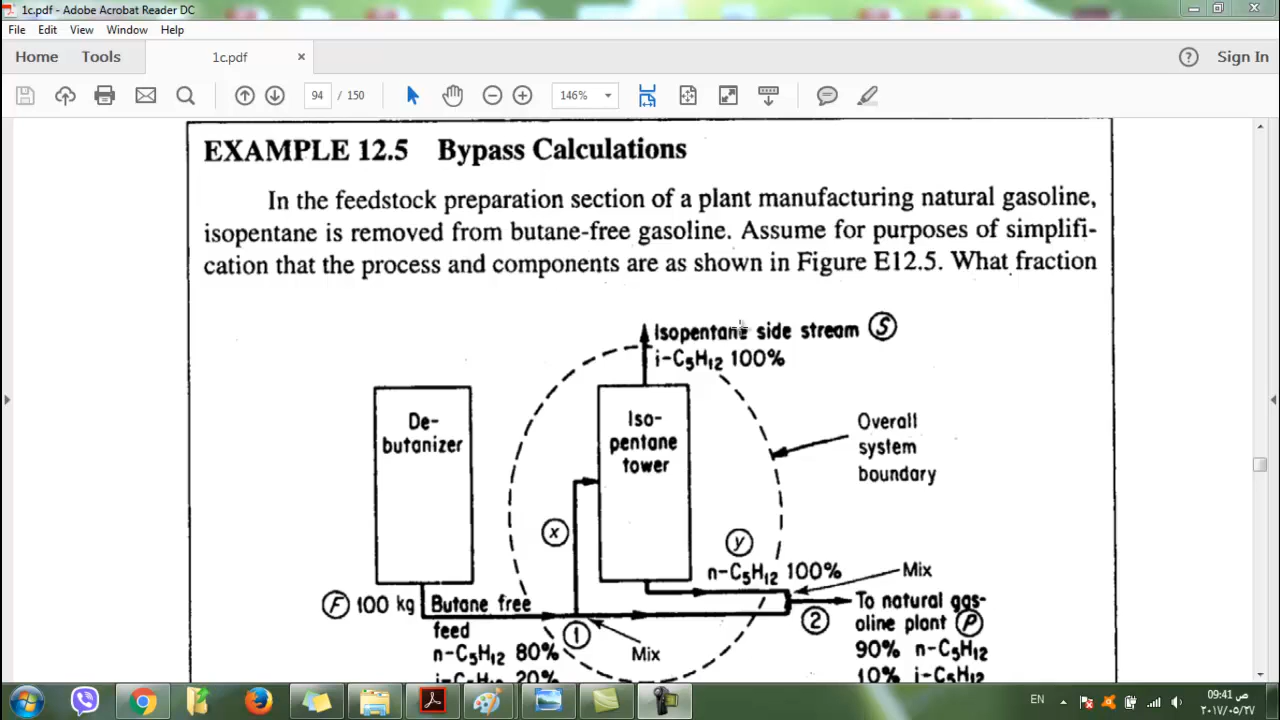 1c.pdf - Adobe Acrobat Reader DC
File Edit View Window Help
Home Tools 1c.pdf × Sign In
94 / 150 146%
EXAMPLE 12.5 Bypass Calculations
In the feedstock preparation section of a plant manufacturing natural gasoline,
isopentane is removed from butane-free gasoline. Assume for purposes of simplifi-
cation that the process and components are as shown in Figure E12.5. What fraction
Isopentane side stream S
i-C5H12 100%
De-
butanizer
Iso-
pentane
tower
Overall
system
boundary
x
y
n-C5H12 100%
Mix
F 100 kg
Butane free
feed
n-C5H12 80%
1
Mix
2
To natural gas-
oline plant P
90% n-C5H12
10% i-C5H12
EN
09:41 ص
٢٠١٧/٠٥/٢٧